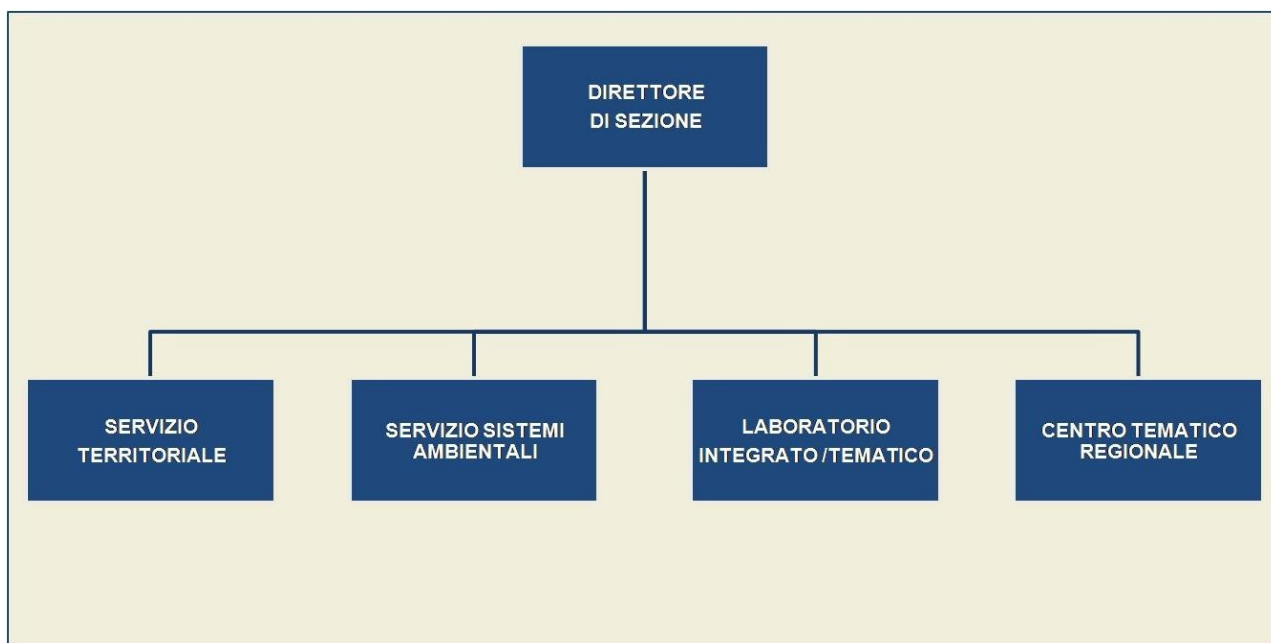 DIRETTORE
DI SEZIONE
SERVIZIO
TERRITORIALE
SERVIZIO SISTEMI
AMBIENTALI
LABORATORIO
INTEGRATO /TEMATICO
CENTRO TEMATICO
REGIONALE